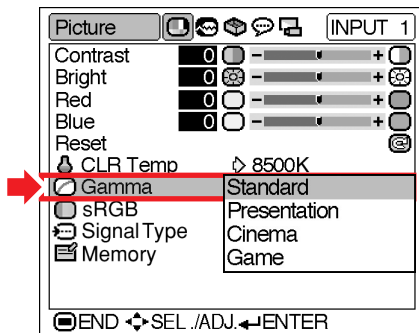 Picture INPUT 1
Contrast 0 - +
Bright 0 - +
Red 0 - +
Blue 0 - +
Reset
CLR Temp 8500K
Gamma Standard
sRGB Presentation
Signal Type Cinema
Memory Game
END SEL./ADJ. ENTER